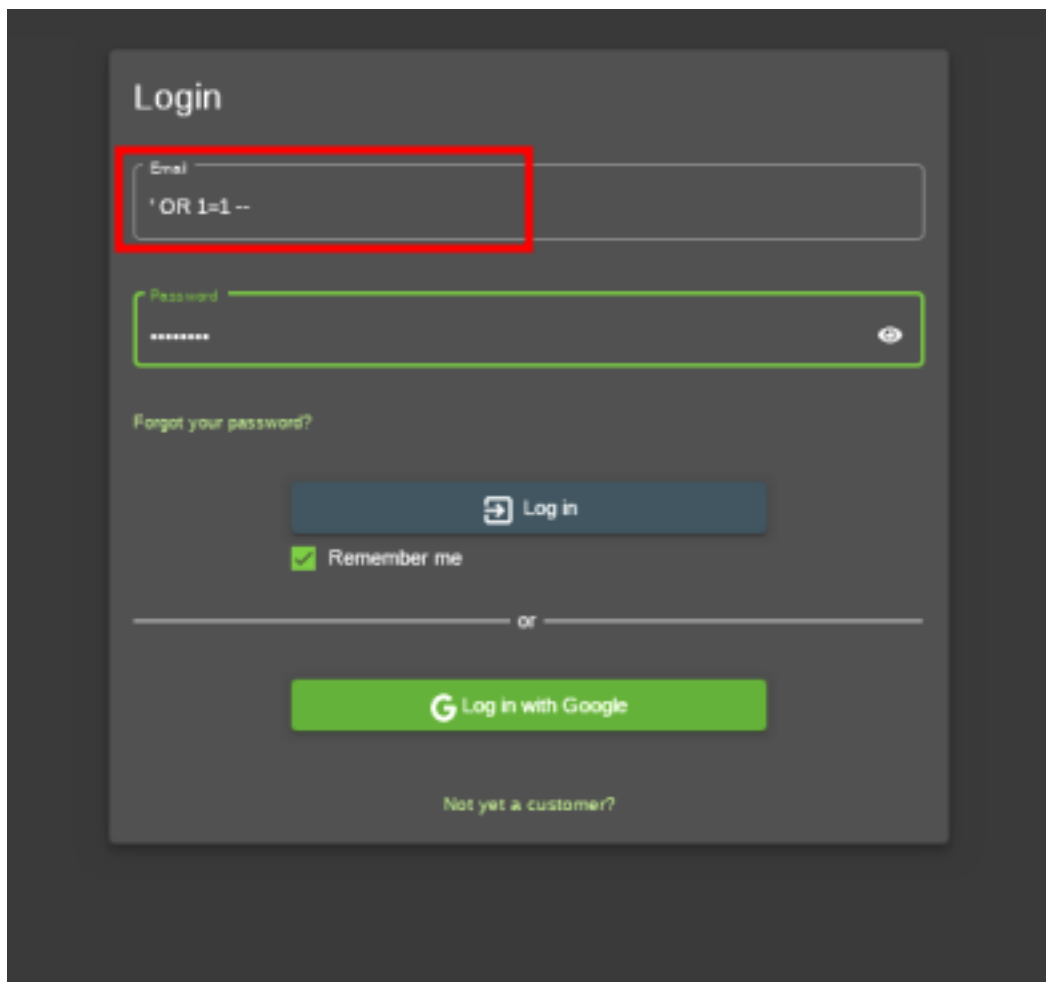 Login
Email
' OR 1=1 --
Password
••••••••
Forgot your password?
Log in
Remember me
or
G Log in with Google
Not yet a customer?